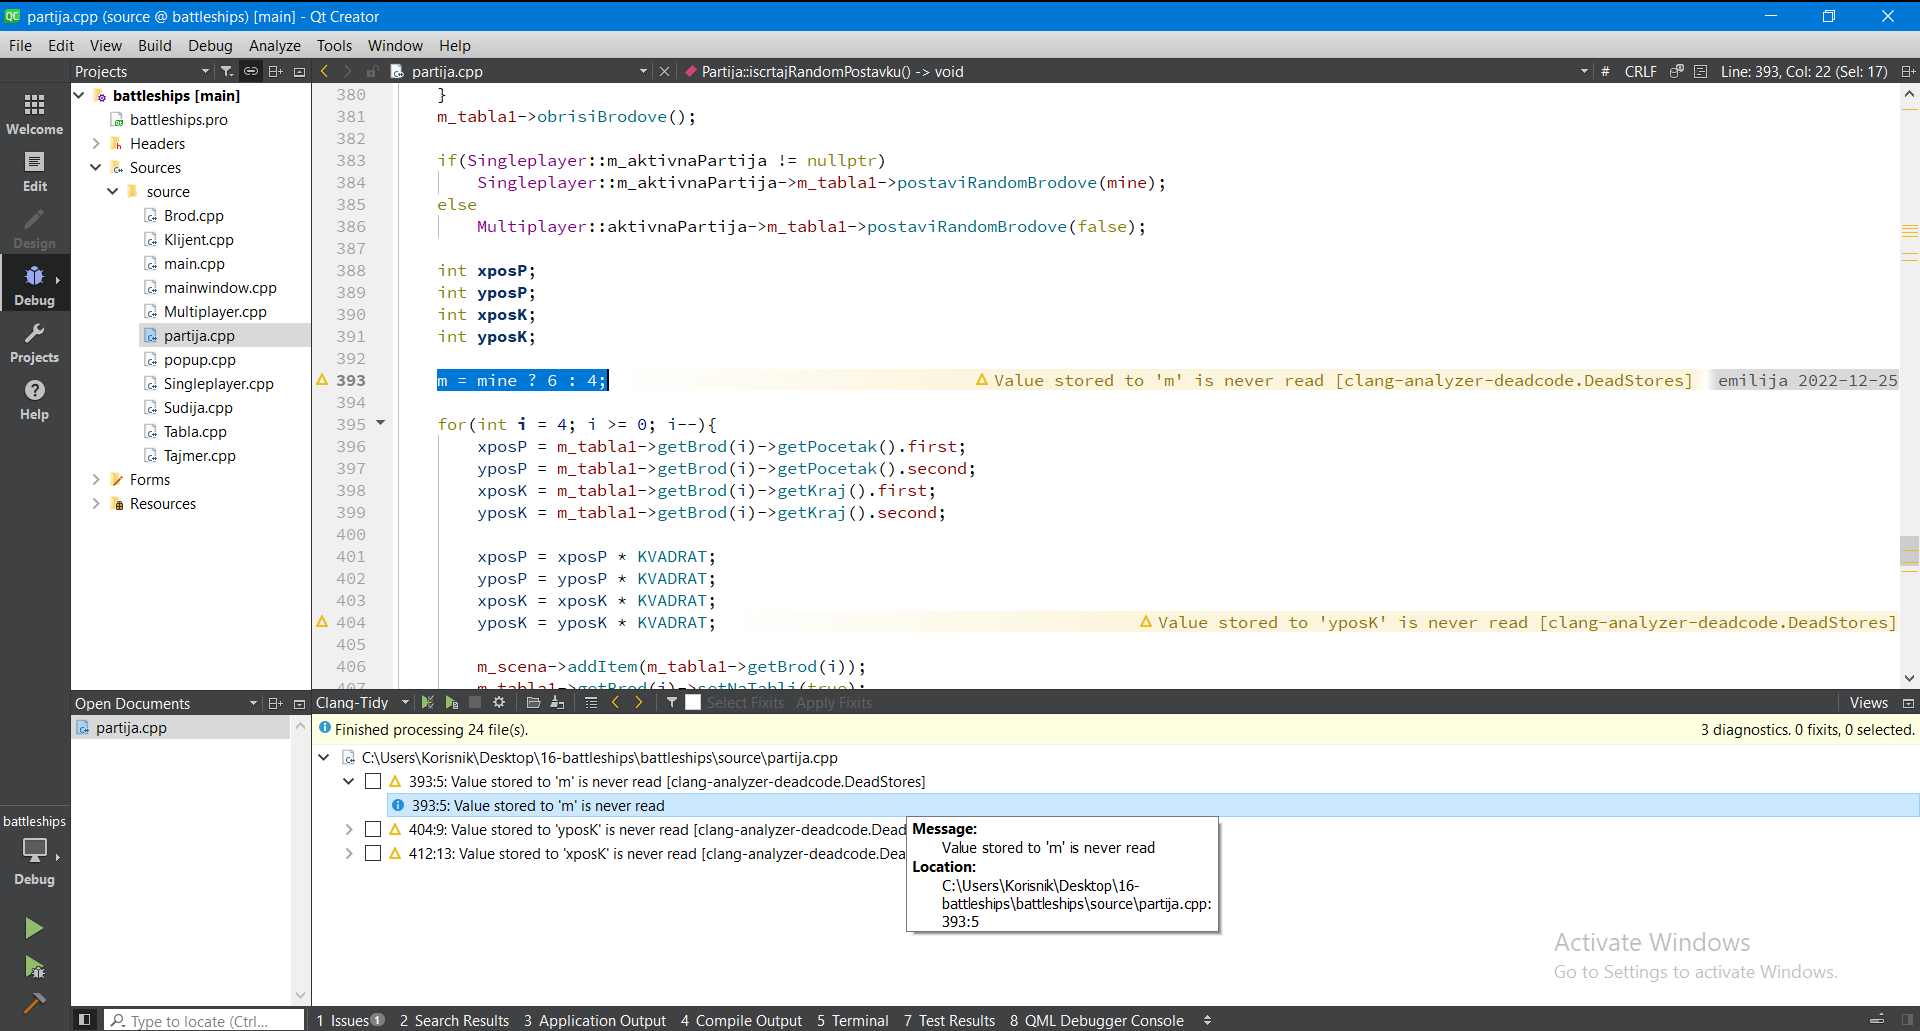 partija.cpp (source @ battleships) [main] - Qt Creator
File Edit View Build Debug Analyze Tools Window Help
Projects
partija.cpp
Partija::iscrtajRandomPostavku() -> void
# CRLF
Line: 393, Col: 22 (Sel: 17)
Welcome
Edit
Design
Debug
Projects
Help
battleships
Debug
battleships [main]
battleships.pro
Headers
Sources
source
Brod.cpp
Klijent.cpp
main.cpp
mainwindow.cpp
Multiplayer.cpp
partija.cpp
popup.cpp
Singleplayer.cpp
Sudija.cpp
Tabla.cpp
Tajmer.cpp
Forms
Resources
380 }
381 m_tabla1->obrisiBrodove();
382
383 if(Singleplayer::m_aktivnaPartija != nullptr)
384 Singleplayer::m_aktivnaPartija->m_tabla1->postaviRandomBrodove(mine);
385 else
386 Multiplayer::aktivnaPartija->m_tabla1->postaviRandomBrodove(false);
387
388 int xposP;
389 int yposP;
390 int xposK;
391 int yposK;
392
393 m = mine ? 6 : 4; Value stored to 'm' is never read [clang-analyzer-deadcode.DeadStores] emilija 2022-12-25
394
395 for(int i = 4; i >= 0; i--){
396 xposP = m_tabla1->getBrod(i)->getPocetak().first;
397 yposP = m_tabla1->getBrod(i)->getPocetak().second;
398 xposK = m_tabla1->getBrod(i)->getKraj().first;
399 yposK = m_tabla1->getBrod(i)->getKraj().second;
400
401 xposP = xposP * KVADRAT;
402 yposP = yposP * KVADRAT;
403 xposK = xposK * KVADRAT;
404 yposK = yposK * KVADRAT; Value stored to 'yposK' is never read [clang-analyzer-deadcode.DeadStores]
405
406 m_scena->addItem(m_tabla1->getBrod(i));
407 m_tabla1->getBrod(i)->setNaTabli(true);
Open Documents
partija.cpp
Clang-Tidy
Select Fixits Apply Fixits
Views
Finished processing 24 file(s).
3 diagnostics. 0 fixits, 0 selected.
C:\Users\Korisnik\Desktop\16-battleships\battleships\source\partija.cpp
393:5: Value stored to 'm' is never read [clang-analyzer-deadcode.DeadStores]
393:5: Value stored to 'm' is never read
404:9: Value stored to 'yposK' is never read [clang-analyzer-deadcode.Dead
412:13: Value stored to 'xposK' is never read [clang-analyzer-deadcode.Dea
Message:
Value stored to 'm' is never read
Location:
C:\Users\Korisnik\Desktop\16-
battleships\battleships\source\partija.cpp:
393:5
Activate Windows
Go to Settings to activate Windows.
Type to locate (Ctrl...
1 Issues 1 2 Search Results 3 Application Output 4 Compile Output 5 Terminal 7 Test Results 8 QML Debugger Console